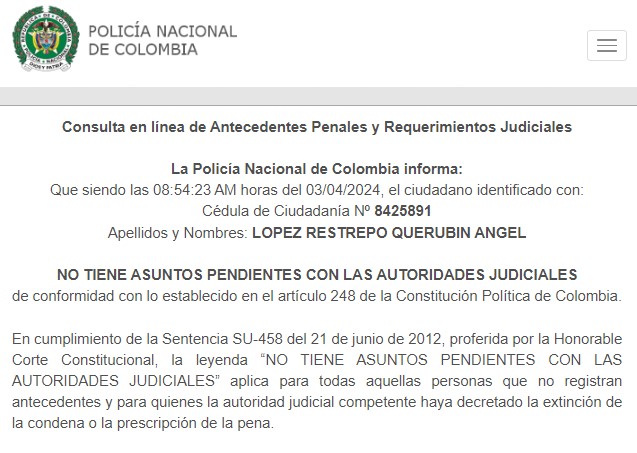 POLICÍA NACIONAL
DE COLOMBIA
Consulta en línea de Antecedentes Penales y Requerimientos Judiciales
La Policía Nacional de Colombia informa:
Que siendo las 08:54:23 AM horas del 03/04/2024, el ciudadano identificado con:
Cédula de Ciudadanía Nº 8425891
Apellidos y Nombres: LOPEZ RESTREPO QUERUBIN ANGEL
NO TIENE ASUNTOS PENDIENTES CON LAS AUTORIDADES JUDICIALES
de conformidad con lo establecido en el artículo 248 de la Constitución Política de Colombia.
En cumplimiento de la Sentencia SU-458 del 21 de junio de 2012, proferida por la Honorable
Corte Constitucional, la leyenda “NO TIENE ASUNTOS PENDIENTES CON LAS
AUTORIDADES JUDICIALES” aplica para todas aquellas personas que no registran
antecedentes y para quienes la autoridad judicial competente haya decretado la extinción de
la condena o la prescripción de la pena.